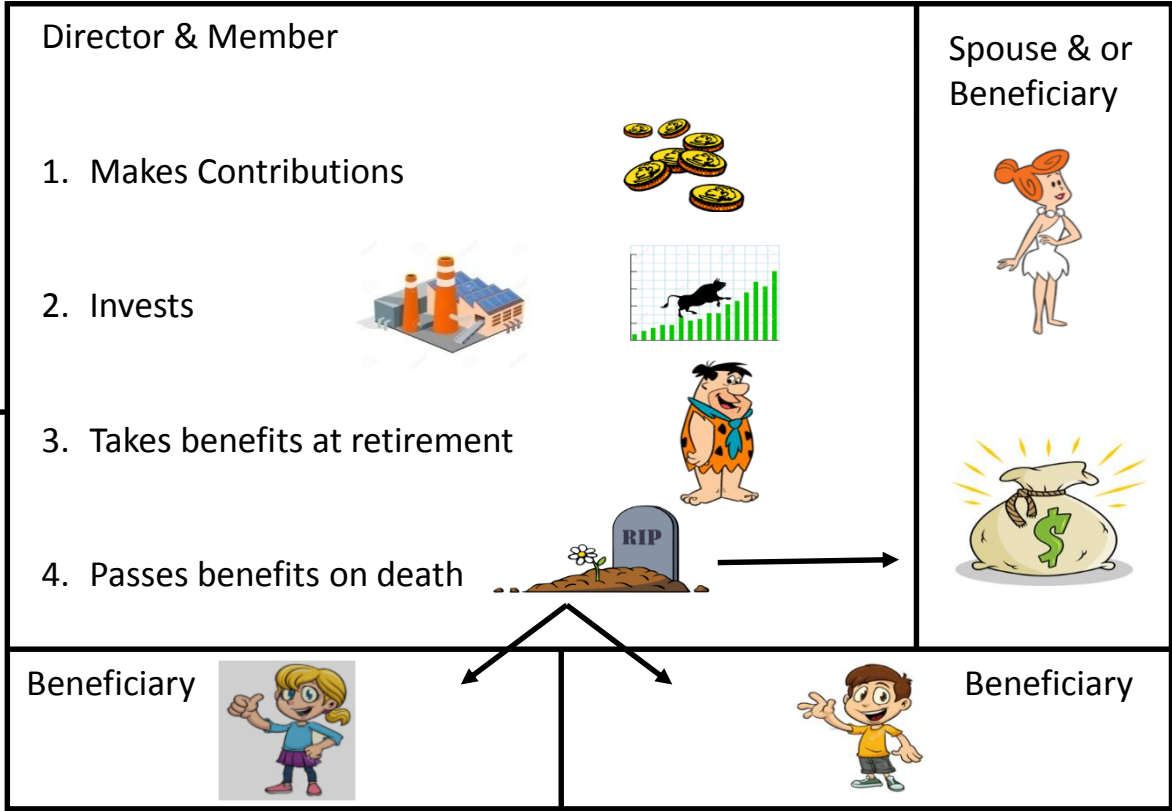 Director & Member
1. Makes Contributions
2. Invests
3. Takes benefits at retirement
4. Passes benefits on death
RIP
Spouse & or
Beneficiary
$
Beneficiary
Beneficiary